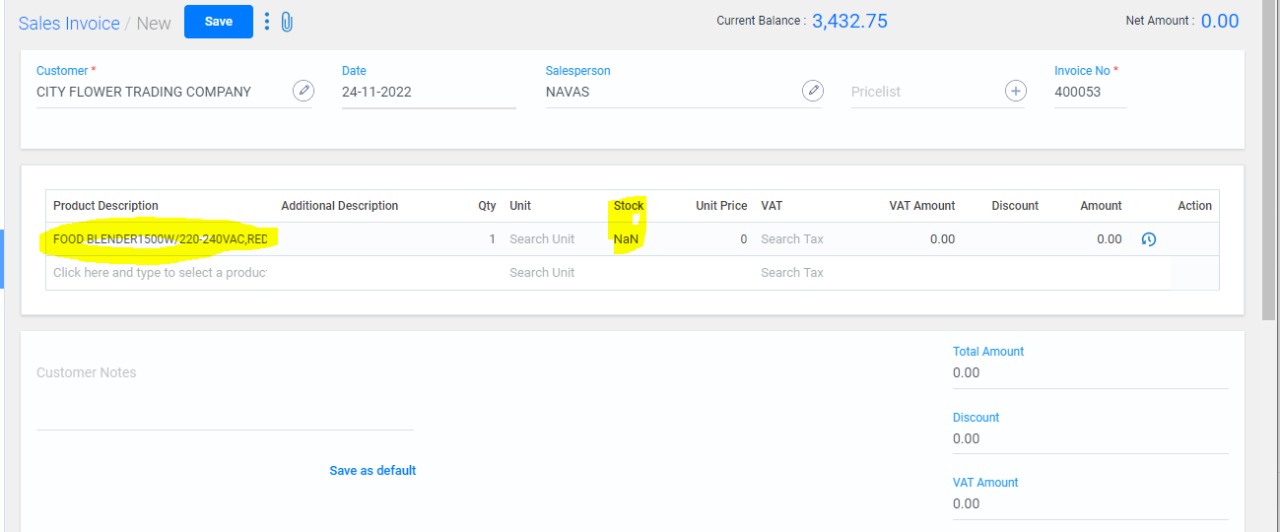 Sales Invoice / New Save Current Balance : 3,432.75 Net Amount : 0.00
Customer * Date Salesperson Invoice No *
CITY FLOWER TRADING COMPANY 24-11-2022 NAVAS Pricelist 400053
Product Description Additional Description Qty Unit Stock Unit Price VAT VAT Amount Discount Amount Action
FOOD BLENDER1500W/220-240VAC,RED 1 Search Unit NaN 0 Search Tax 0.00 0.00
Click here and type to select a produc Search Unit Search Tax
Total Amount
Customer Notes 0.00
Discount
0.00
Save as default
VAT Amount
0.00